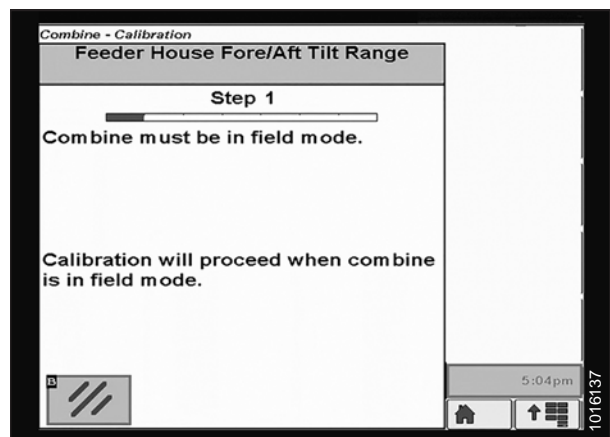 Combine - Calibration
Feeder House Fore/Aft Tilt Range
Step 1
Combine must be in field mode.
Calibration will proceed when combine
is in field mode.
B
5:04pm
1016137